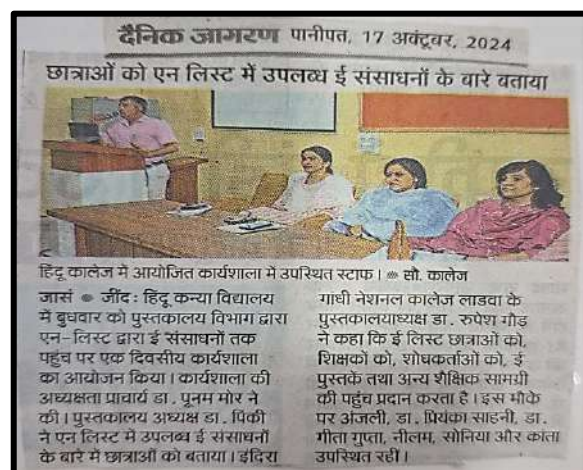 दैनिक जागरण पानीपत, 17 अक्टूबर, 2024
छात्राओं को एन लिस्ट में उपलब्ध ई संसाधनों के बारे बताया
हिंदू कालेज में आयोजित कार्यशाला में उपस्थित स्टाफ। सौ. कालेज
जासं ● जींद : हिंदू कन्या विद्यालय
में बुधवार को पुस्तकालय विभाग द्वारा
एन-लिस्ट द्वारा ई संसाधनों तक
पहुंच पर एक दिवसीय कार्यशाला
का आयोजन किया। कार्यशाला की
अध्यक्षता प्राचार्य डा. पूनम मोर ने
की। पुस्तकालय अध्यक्ष डा. पिंकी
ने एन लिस्ट में उपलब्ध ई संसाधनों
के बारे में छात्राओं को बताया। इंदिरा
गांधी नेशनल कालेज लाडवा के
पुस्तकालयाध्यक्ष डा. रुपेश गौड़
ने कहा कि ई लिस्ट छात्राओं को,
शिक्षकों को, शोधकर्ताओं को, ई
पुस्तकें तथा अन्य शैक्षिक सामग्री
की पहुंच प्रदान करता है। इस मौके
पर अंजली, डा. प्रियंका साहनी, डा.
गीता गुप्ता, नीलम, सोनिया और कांता
उपस्थित रहीं।